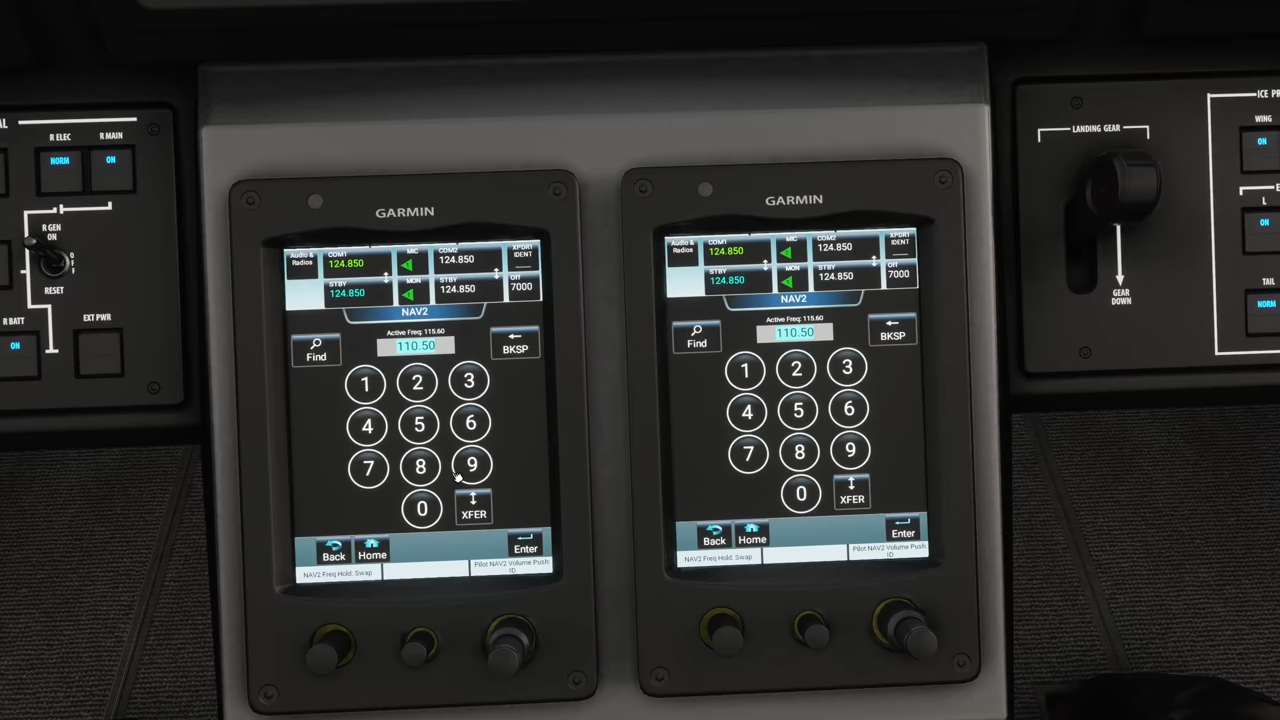 AL
R ELEC
R MAIN
NORM
ON
R GEN
ON
O
F
F
RESET
R BATT
EXT PWR
ON
GARMIN
Audio &
Radios
COM1
124.850
MIC
COM2
124.850
XPDR1
IDENT
STBY
124.850
MON
STBY
124.850
Off
7000
NAV2
Find
Active Freq: 115.60
110.50
BKSP
1 2 3
4 5 6
7 8 9
0 XFER
Back
Home
Enter
NAV2 Freq Hold: Swap
Pilot NAV2 Volume Push:
ID
GARMIN
Audio &
Radios
COM1
124.850
MIC
COM2
124.850
XPDR1
IDENT
STBY
124.850
MON
STBY
124.850
Off
7000
NAV2
Find
Active Freq: 115.60
110.50
BKSP
1 2 3
4 5 6
7 8 9
0 XFER
Back
Home
Enter
NAV2 Freq Hold: Swap
Pilot NAV2 Volume Push:
ID
LANDING GEAR
GEAR
DOWN
ICE PR
WING
ON
E
L
ON
TAIL
NORM